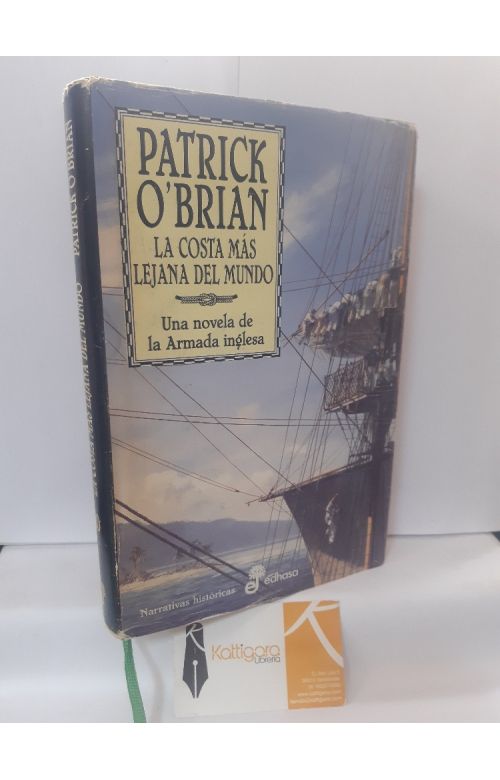 PATRICK
O'BRIAN
LA COSTA MÁS
LEJANA DEL MUNDO
Una novela de
la Armada inglesa
Narrativas históricas
edhasa
PATRICK O'BRIAN
LA COSTA MÁS LEJANA DEL MUNDO
Kattigara
Librería